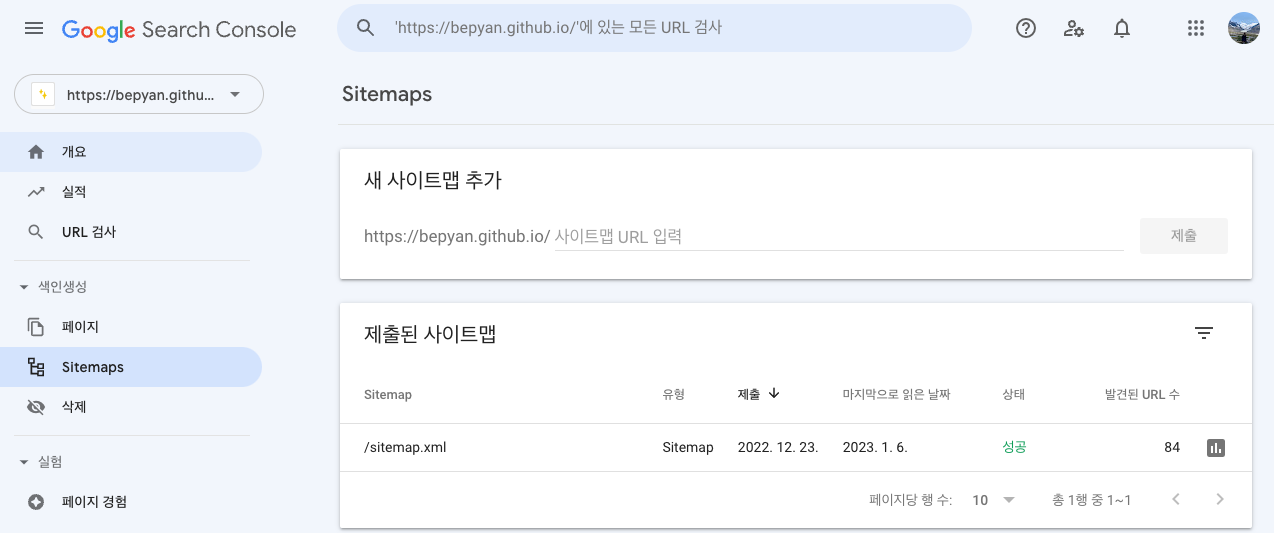 Google Search Console
'https://bepyan.github.io/'에 있는 모든 URL 검사
https://bepyan.githu...
개요
실적
URL 검사
색인생성
페이지
Sitemaps
삭제
실험
페이지 경험
Sitemaps
새 사이트맵 추가
https://bepyan.github.io/ 사이트맵 URL 입력
제출
제출된 사이트맵
Sitemap 유형 제출 마지막으로 읽은 날짜 상태 발견된 URL 수
/sitemap.xml Sitemap 2022. 12. 23. 2023. 1. 6. 성공 84
페이지당 행 수: 10 총 1행 중 1~1